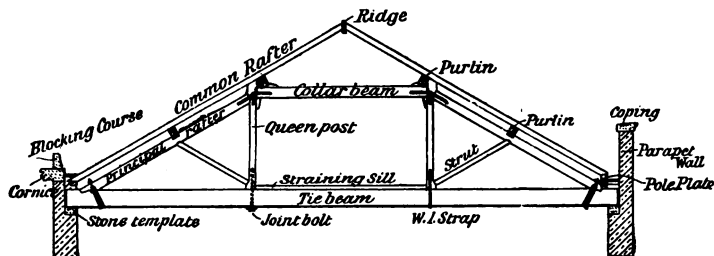 Ridge
Common Rafter
Purlin
Collar beam
Coping
Purlin
Blocking Course
Principal rafter
Queen post
Strut
Parapet
Wall
Cornice
Straining Sill
Pole Plate
Tie beam
Stone template
Joint bolt
W.I. Strap